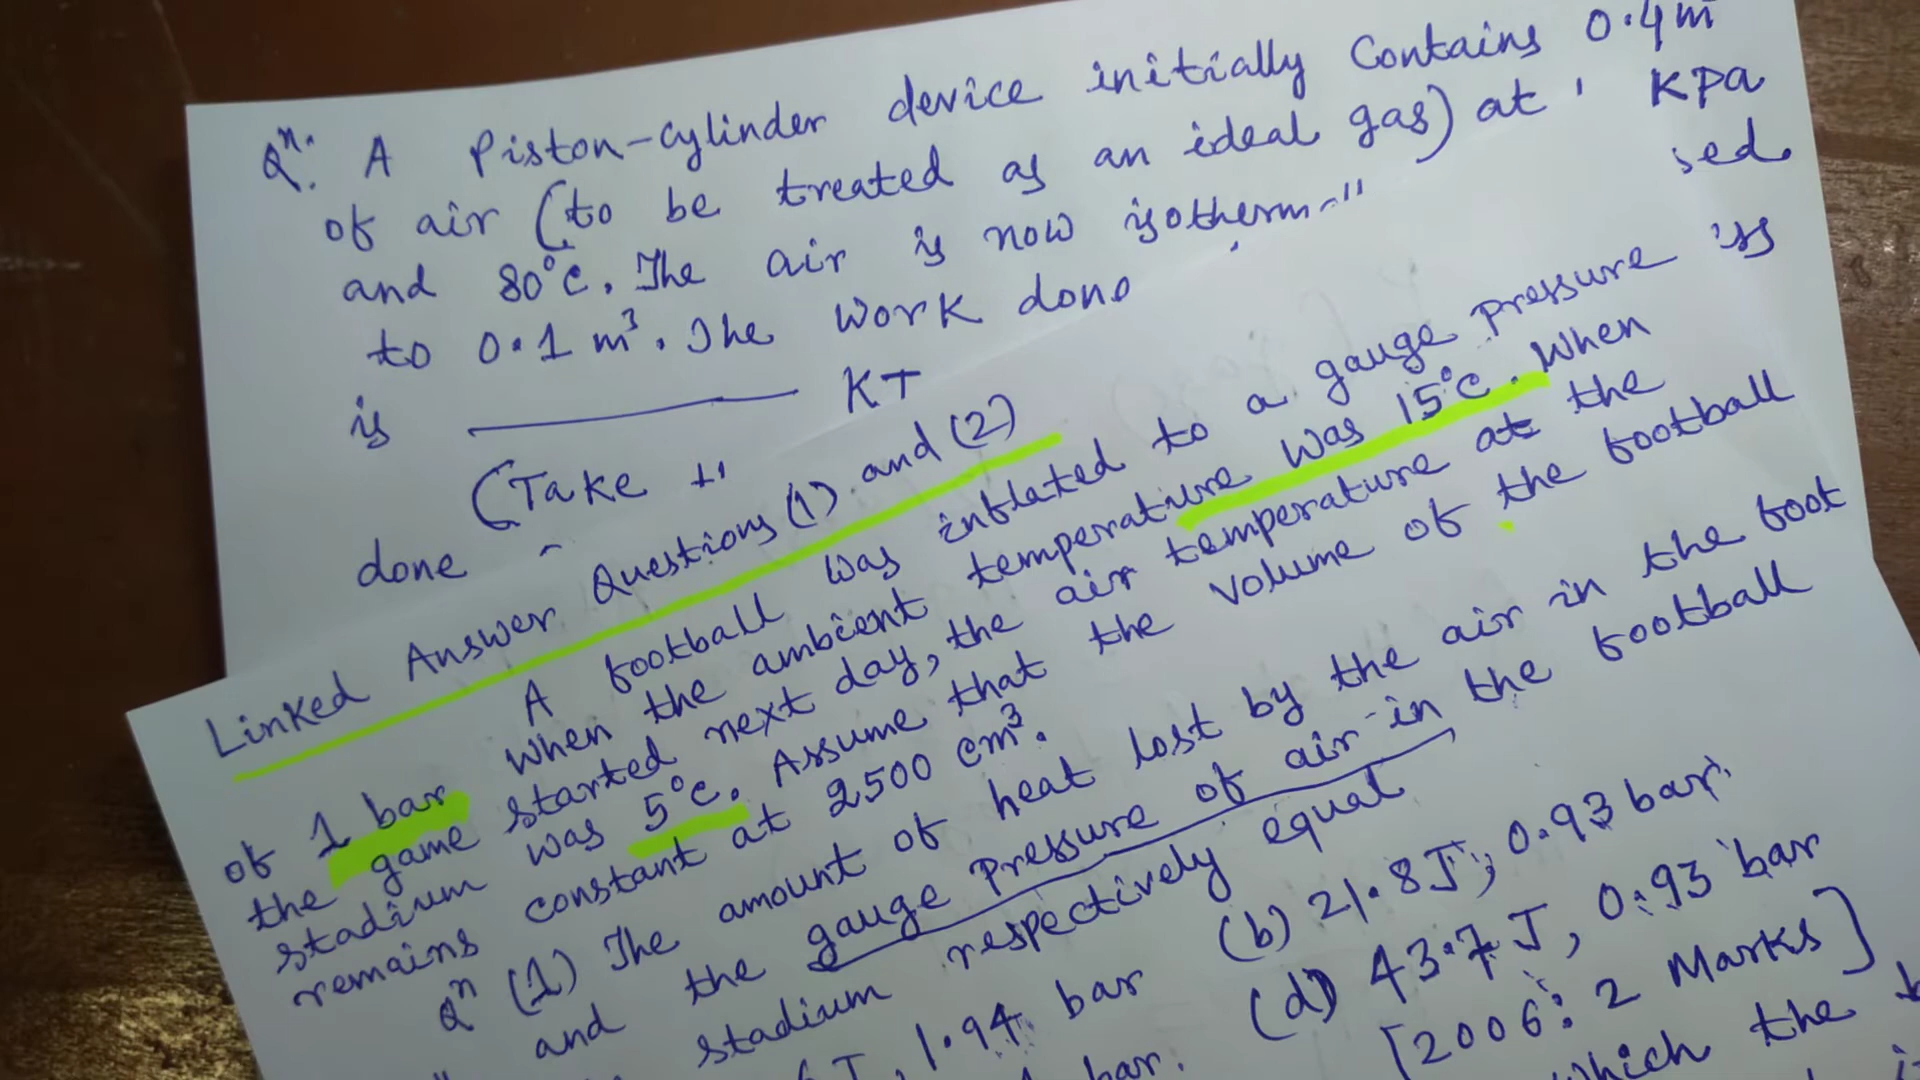 Qn. A Piston-cylinder device initially contains 0.4m
of air (to be treated as an ideal gas) at KPa
and 80°C. The air is now isotherm sed
to 0.1 m³. The work done
is ______ KJ
(Take
done
Linked Answer Questions (1) and (2)
A football was inflated to a gauge pressure
of 1 bar when the ambient temperature was 15°C. When
the game started next day, the air temperature at the
stadium was 5°C. Assume that the volume of the football
remains constant at 2500 cm³.
Qn (1) The amount of heat lost by the air in the foot
and the gauge pressure of air in the football
stadium respectively equal
J, 1.94 bar (b) 21.8J, 0.93 bar
bar. (d) 43.7 J, 0.93 bar
[2006: 2 Marks]
which the